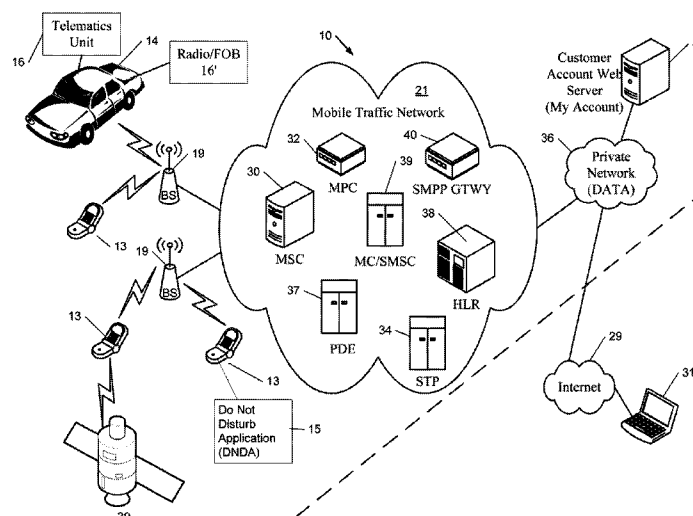 Telematics
Unit
16
14
Radio/FOB
16'
10
21
Mobile Traffic Network
Customer
Account Web
Server
(My Account)
32
MPC
40
SMPP GTWY
19
BS
30
MSC
39
MC/SMSC
38
HLR
36
Private
Network
(DATA)
13
19
BS
37
PDE
34
STP
13
13
29
Internet
31
Do Not
Disturb
Application
(DNDA)
15